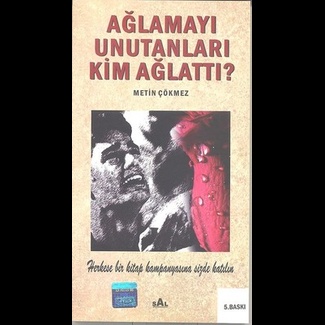 AĞLAMAYI
UNUTANLARI
KİM AĞLATTI?
METİN ÇÖKMEZ
Herkese bir kitap kampanyasına sizde katılın
SAL
5.BASKI